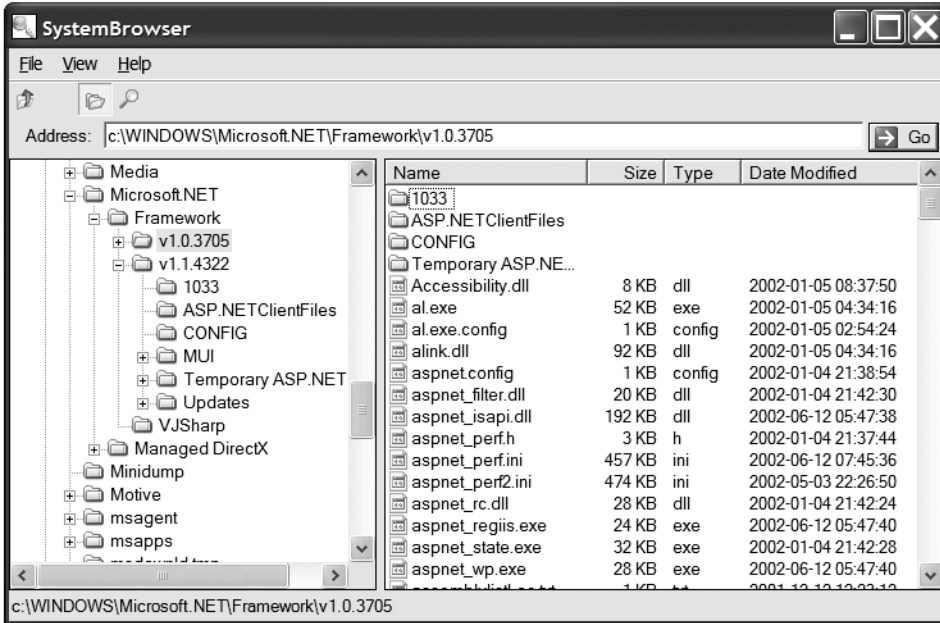 SystemBrowser
File View Help
Address: c:\WINDOWS\Microsoft.NET\Framework\v1.0.3705 Go
Media
Microsoft.NET
Framework
v1.0.3705
v1.1.4322
1033
ASP.NETClientFiles
CONFIG
MUI
Temporary ASP.NET
Updates
VJSharp
Managed DirectX
Minidump
Motive
msagent
msapps
Name Size Type Date Modified
1033
ASP.NETClientFiles
CONFIG
Temporary ASP.NE...
Accessibility.dll 8 KB dll 2002-01-05 08:37:50
al.exe 52 KB exe 2002-01-05 04:34:16
al.exe.config 1 KB config 2002-01-05 02:54:24
alink.dll 92 KB dll 2002-01-05 04:34:16
aspnet.config 1 KB config 2002-01-04 21:38:54
aspnet_filter.dll 20 KB dll 2002-01-04 21:42:30
aspnet_isapi.dll 192 KB dll 2002-06-12 05:47:38
aspnet_perf.h 3 KB h 2002-01-04 21:37:44
aspnet_perf.ini 457 KB ini 2002-06-12 07:45:36
aspnet_perf2.ini 474 KB ini 2002-05-03 22:26:50
aspnet_rc.dll 28 KB dll 2002-01-04 21:42:24
aspnet_regiis.exe 24 KB exe 2002-06-12 05:47:40
aspnet_state.exe 32 KB exe 2002-01-04 21:42:28
aspnet_wp.exe 28 KB exe 2002-06-12 05:47:40
c:\WINDOWS\Microsoft.NET\Framework\v1.0.3705